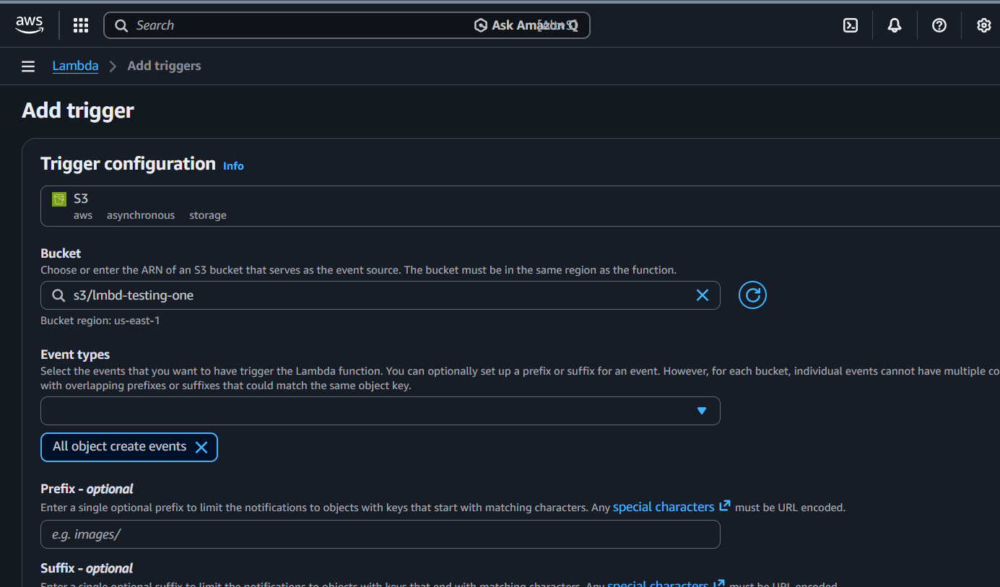 aws
Search
Ask Amazon Q
[Alt+S]
Lambda
Add triggers
Add trigger
Trigger configuration Info
S3
aws asynchronous storage
Bucket
Choose or enter the ARN of an S3 bucket that serves as the event source. The bucket must be in the same region as the function.
s3/lmbd-testing-one
Bucket region: us-east-1
Event types
Select the events that you want to have trigger the Lambda function. You can optionally set up a prefix or suffix for an event. However, for each bucket, individual events cannot have multiple co
with overlapping prefixes or suffixes that could match the same object key.
All object create events
Prefix - optional
Enter a single optional prefix to limit the notifications to objects with keys that start with matching characters. Any special characters must be URL encoded.
e.g. images/
Suffix - optional
Enter a single optional suffix to limit the notifications to objects with keys that end with matching characters. Any special characters must be URL encoded.